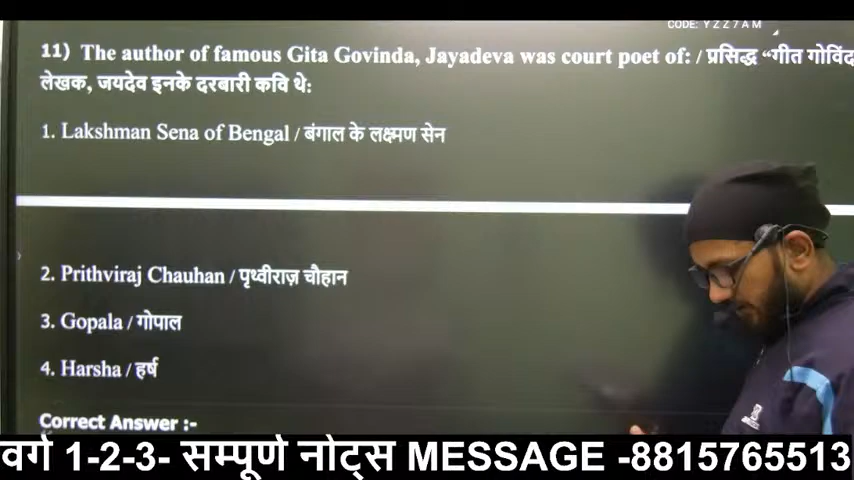 CODE: YZZ7AM
11) The author of famous Gita Govinda, Jayadeva was court poet of: / प्रसिद्ध “गीत गोविंद
लेखक, जयदेव इनके दरबारी कवि थे:
1. Lakshman Sena of Bengal / बंगाल के लक्ष्मण सेन
2. Prithviraj Chauhan / पृथ्वीराज़ चौहान
3. Gopala / गोपाल
4. Harsha / हर्ष
Correct Answer :-
वर्ग 1-2-3- सम्पूर्ण नोट्स MESSAGE -8815765513